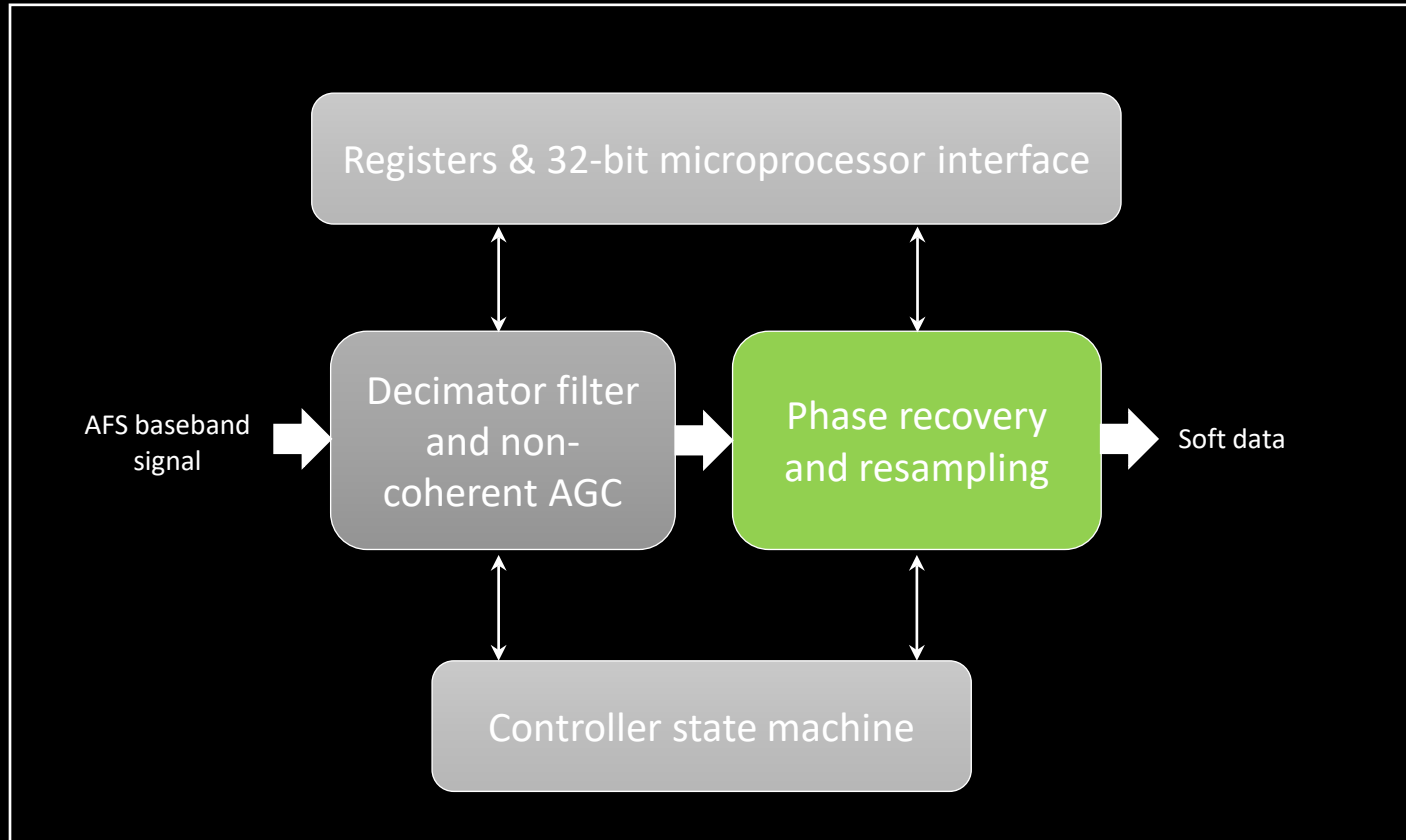 Registers & 32-bit microprocessor interface
AFS baseband
signal
Decimator filter
and non-
coherent AGC
Phase recovery
and resampling
Soft data
Controller state machine